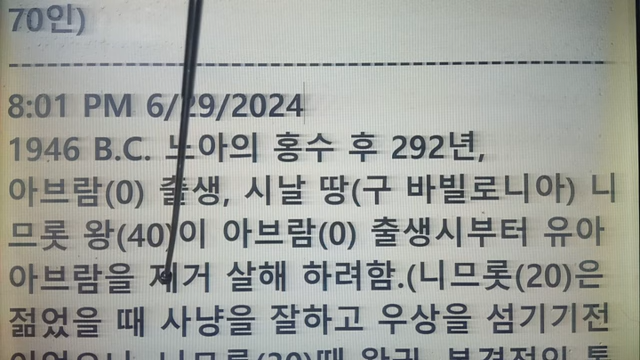 70인)
8:01 PM 6/29/2024
1946 B.C. 노아의 홍수 후 292년,
아브람(0) 출생, 시날 땅(구 바빌로니아) 니
므롯 왕(40)이 아브람(0) 출생시부터 유아
아브람을 제거 살해 하려함.(니므롯(20)은
젊었을 때 사냥을 잘하고 우상을 섬기기전